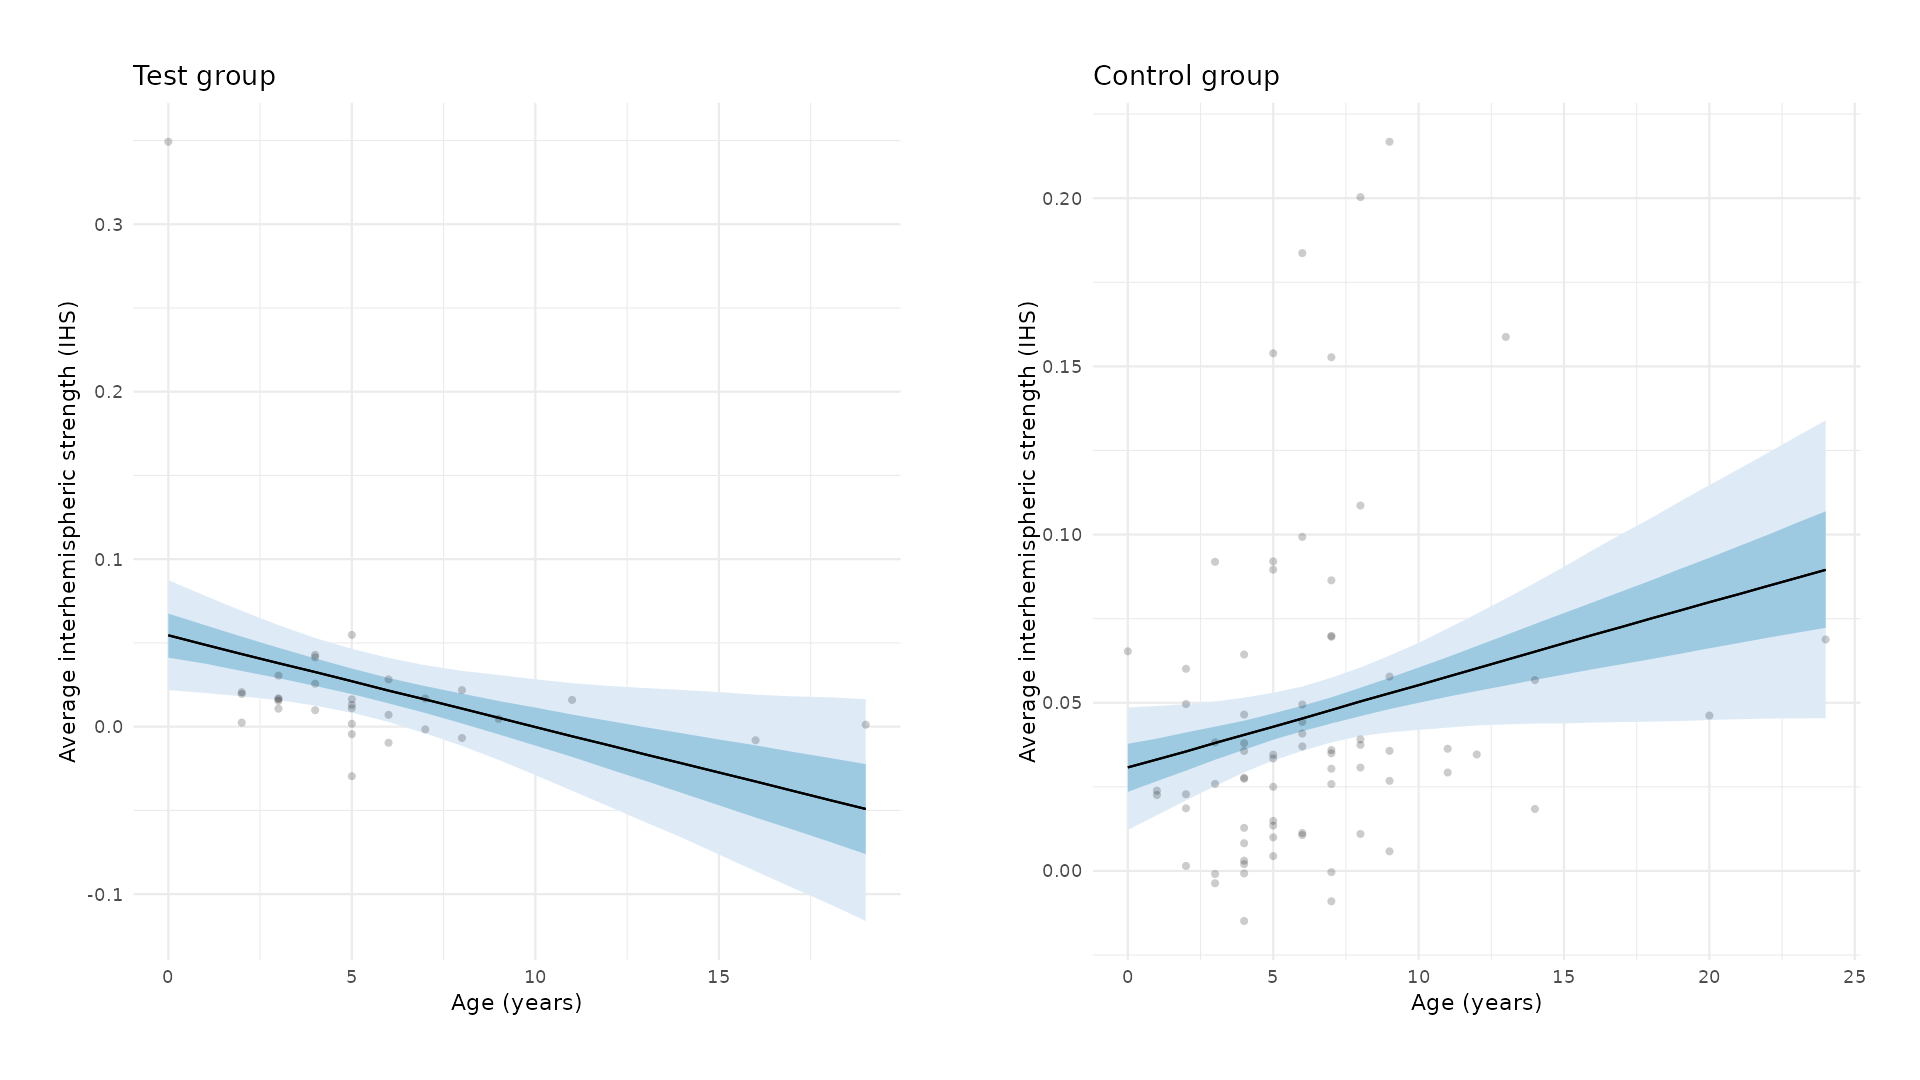 Test group
Average interhemispheric strength (IHS)
0.3
0.2
0.1
0.0
-0.1
0 5 10 15
Age (years)
Control group
Average interhemispheric strength (IHS)
0.20
0.15
0.10
0.05
0.00
0 5 10 15 20 25
Age (years)